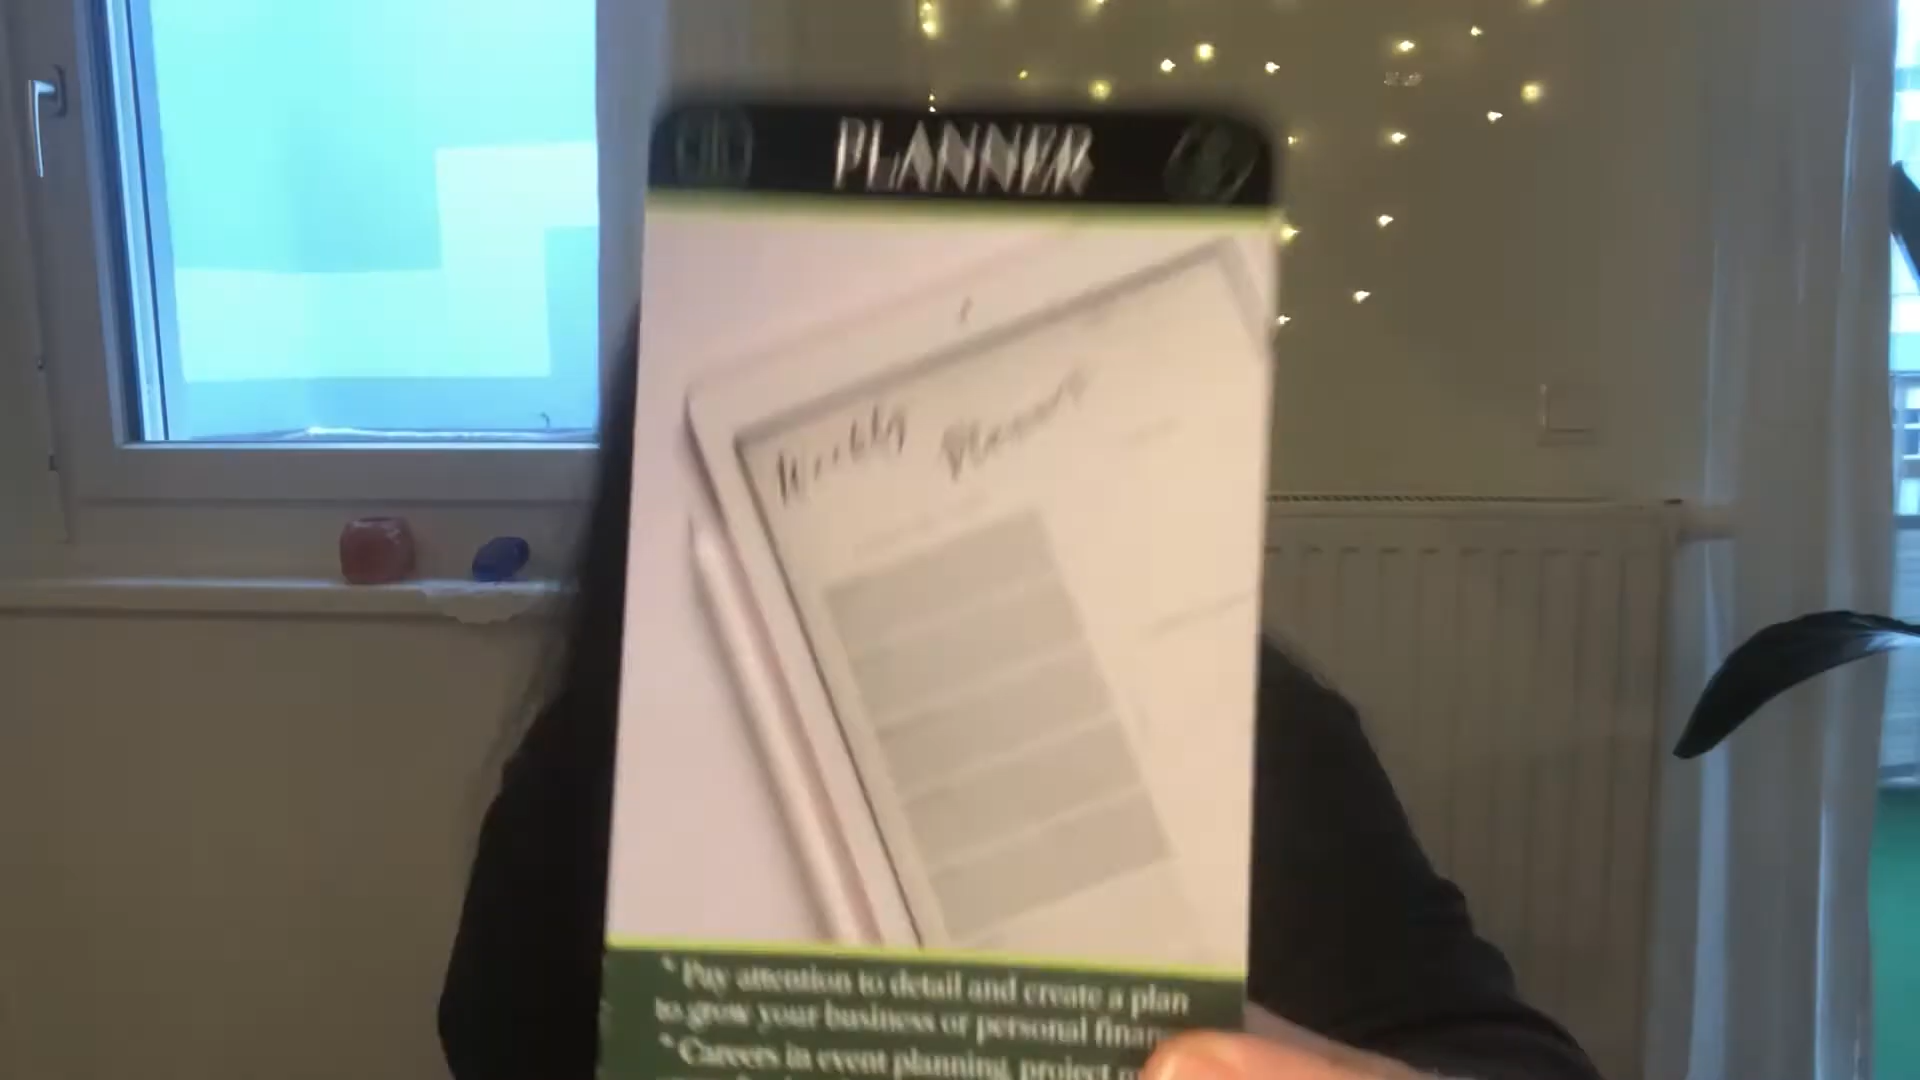 PLANNER
Weekly Planner
* Pay attention to detail and create a plan
to grow your business or personal finan
* Careers in event planning, project